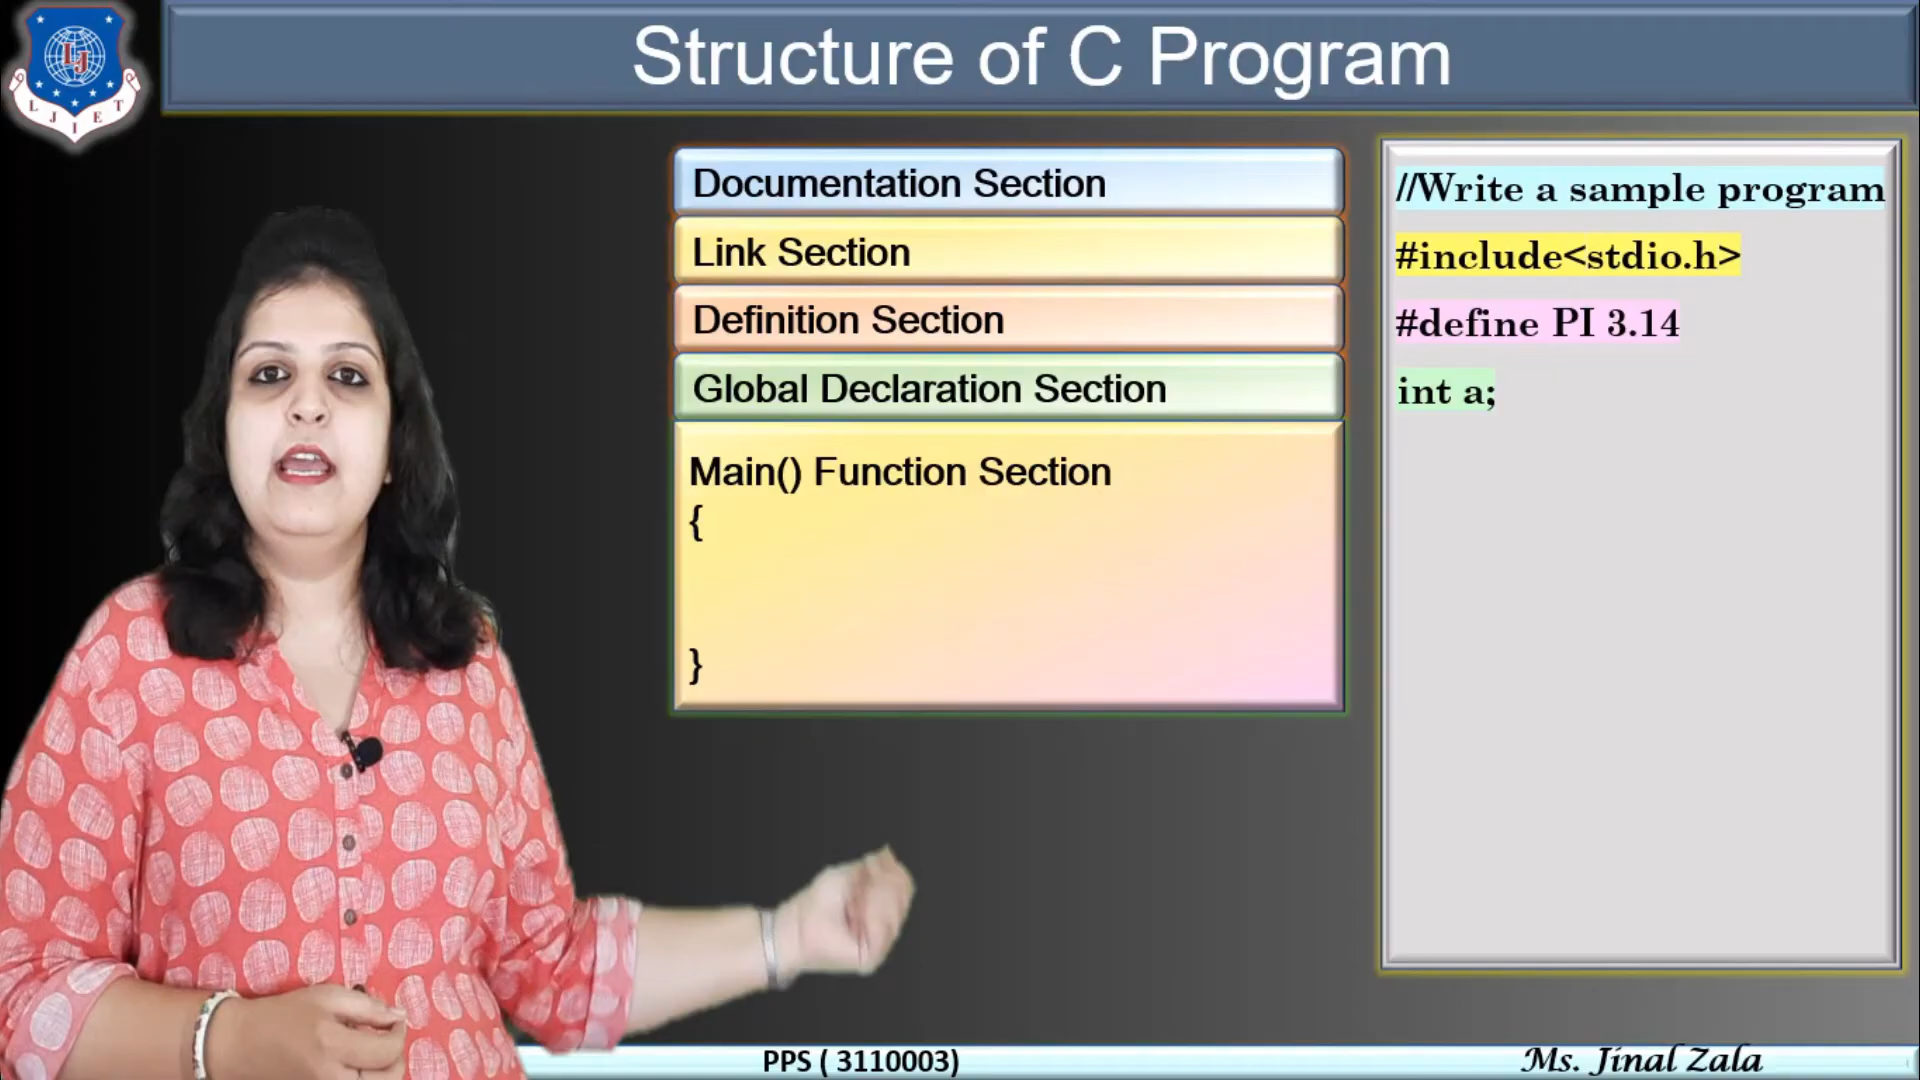 LJ
L J I E T
Structure of C Program
Documentation Section
Link Section
Definition Section
Global Declaration Section
Main() Function Section
{
}
//Write a sample program
#include<stdio.h>
#define PI 3.14
int a;
PPS ( 3110003)
Ms. Jinal Zala